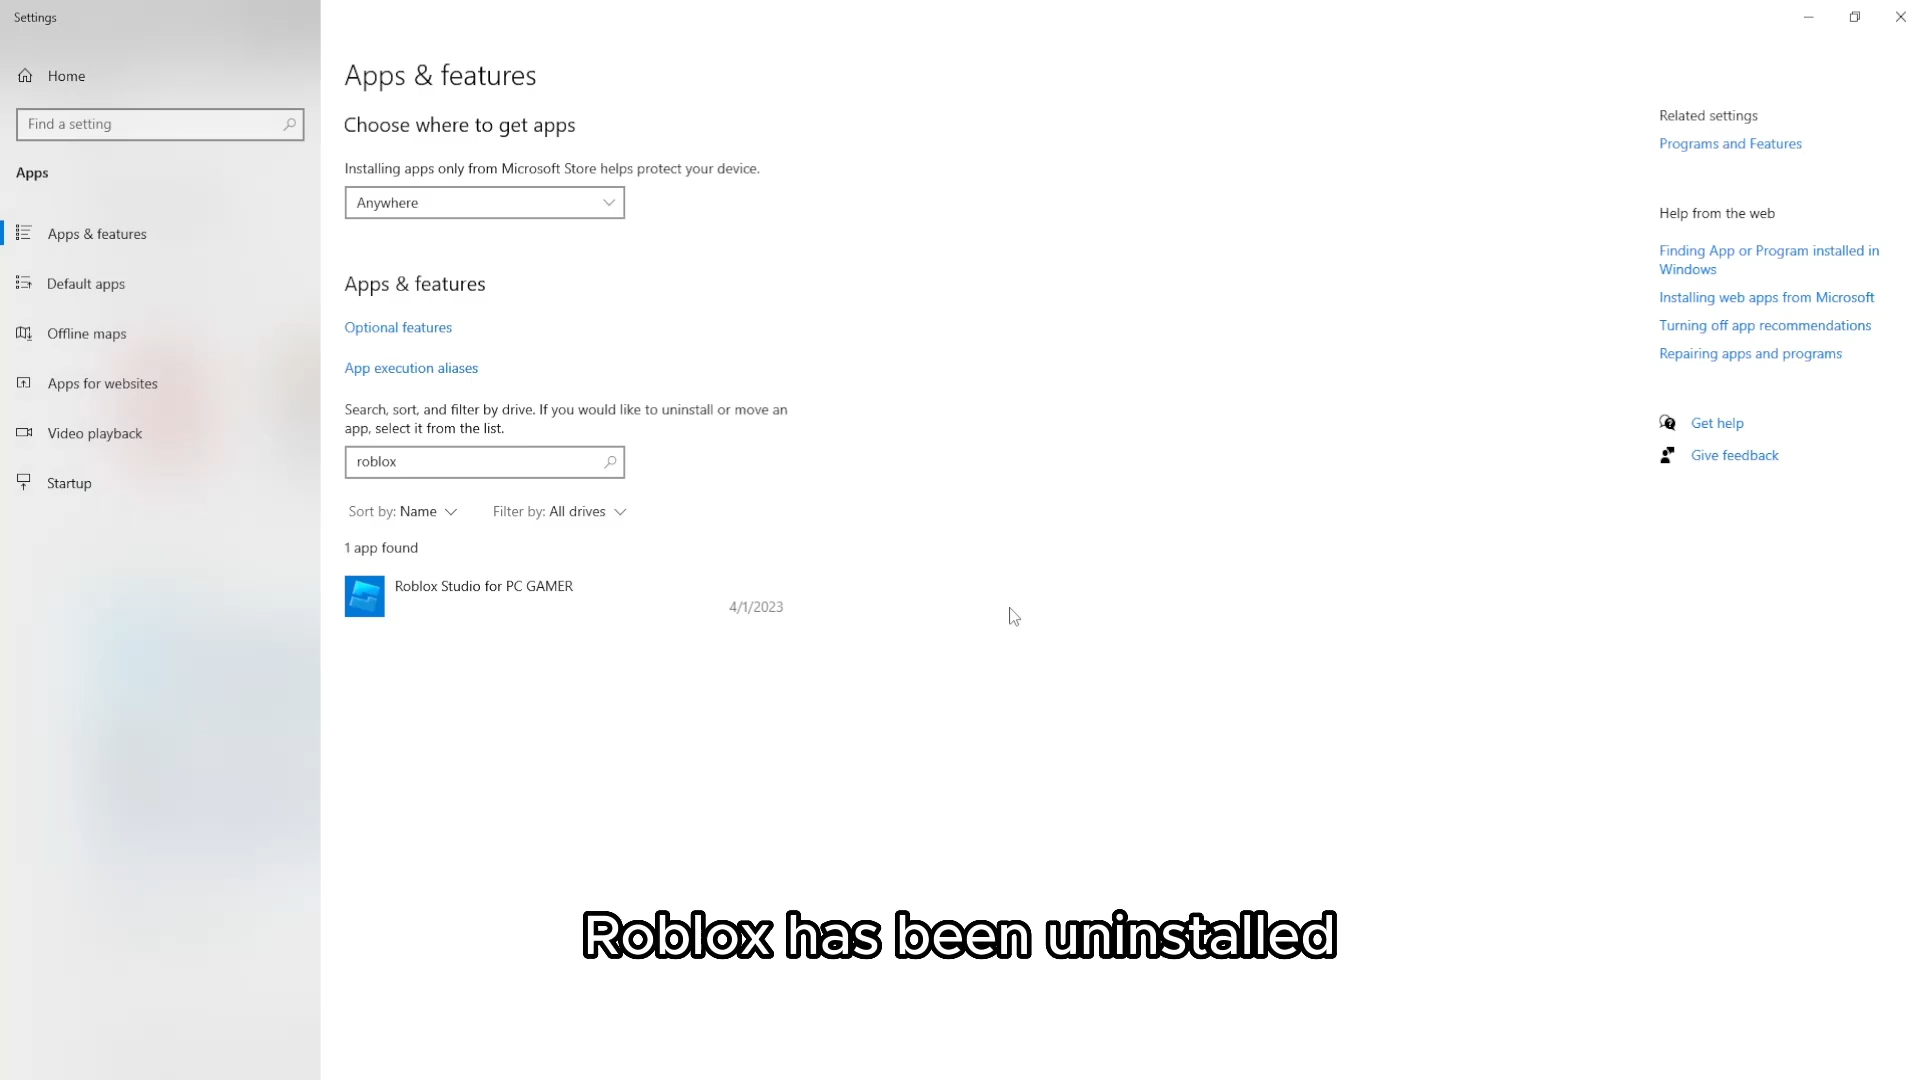 Settings
Home
Find a setting
Apps
Apps & features
Default apps
Offline maps
Apps for websites
Video playback
Startup
Apps & features
Choose where to get apps
Installing apps only from Microsoft Store helps protect your device.
Anywhere
Apps & features
Optional features
App execution aliases
Search, sort, and filter by drive. If you would like to uninstall or move an
app, select it from the list.
roblox
Sort by: Name Filter by: All drives
1 app found
Roblox Studio for PC GAMER
4/1/2023
Related settings
Programs and Features
Help from the web
Finding App or Program installed in
Windows
Installing web apps from Microsoft
Turning off app recommendations
Repairing apps and programs
Get help
Give feedback
Roblox has been uninstalled